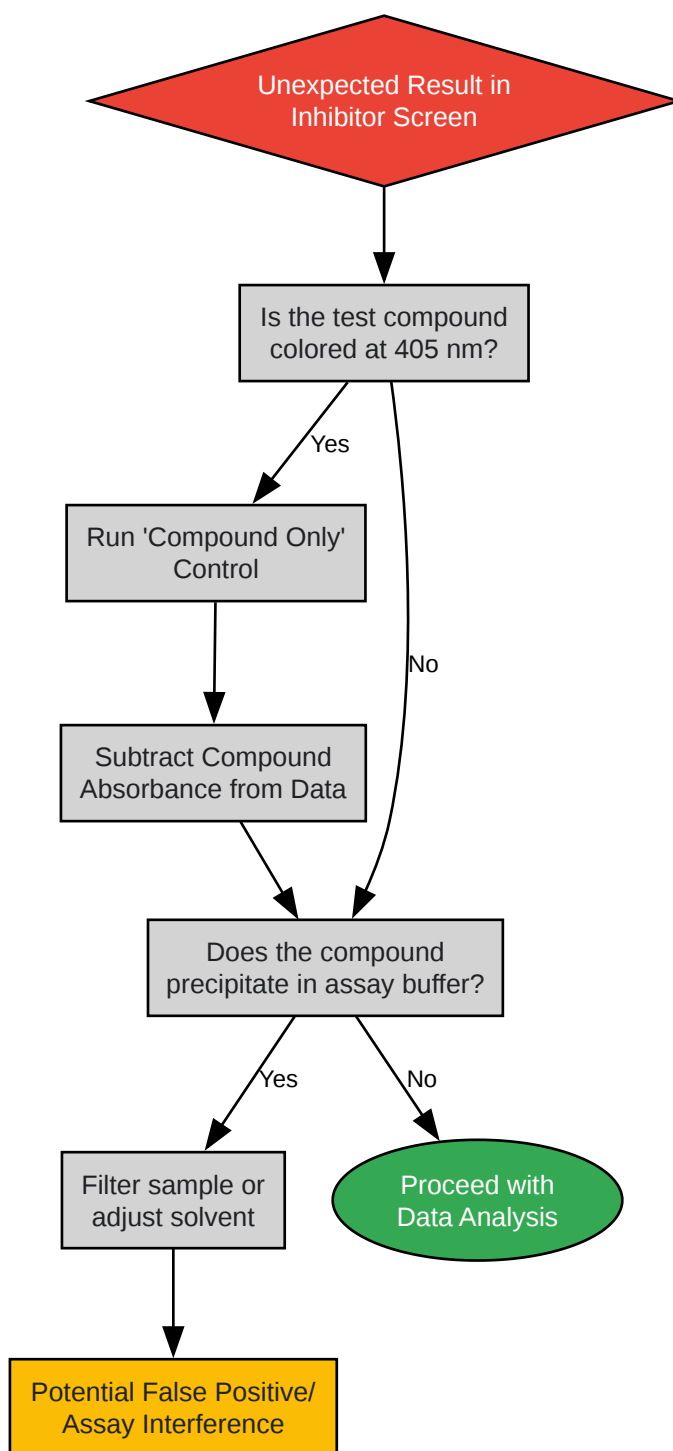 Unexpected Result in
Inhibitor Screen
Is the test compound
colored at 405 nm?
Yes
Run 'Compound Only'
Control
No
Subtract Compound
Absorbance from Data
Does the compound
precipitate in assay buffer?
Yes
No
Filter sample or
adjust solvent
Proceed with
Data Analysis
Potential False Positive/
Assay Interference